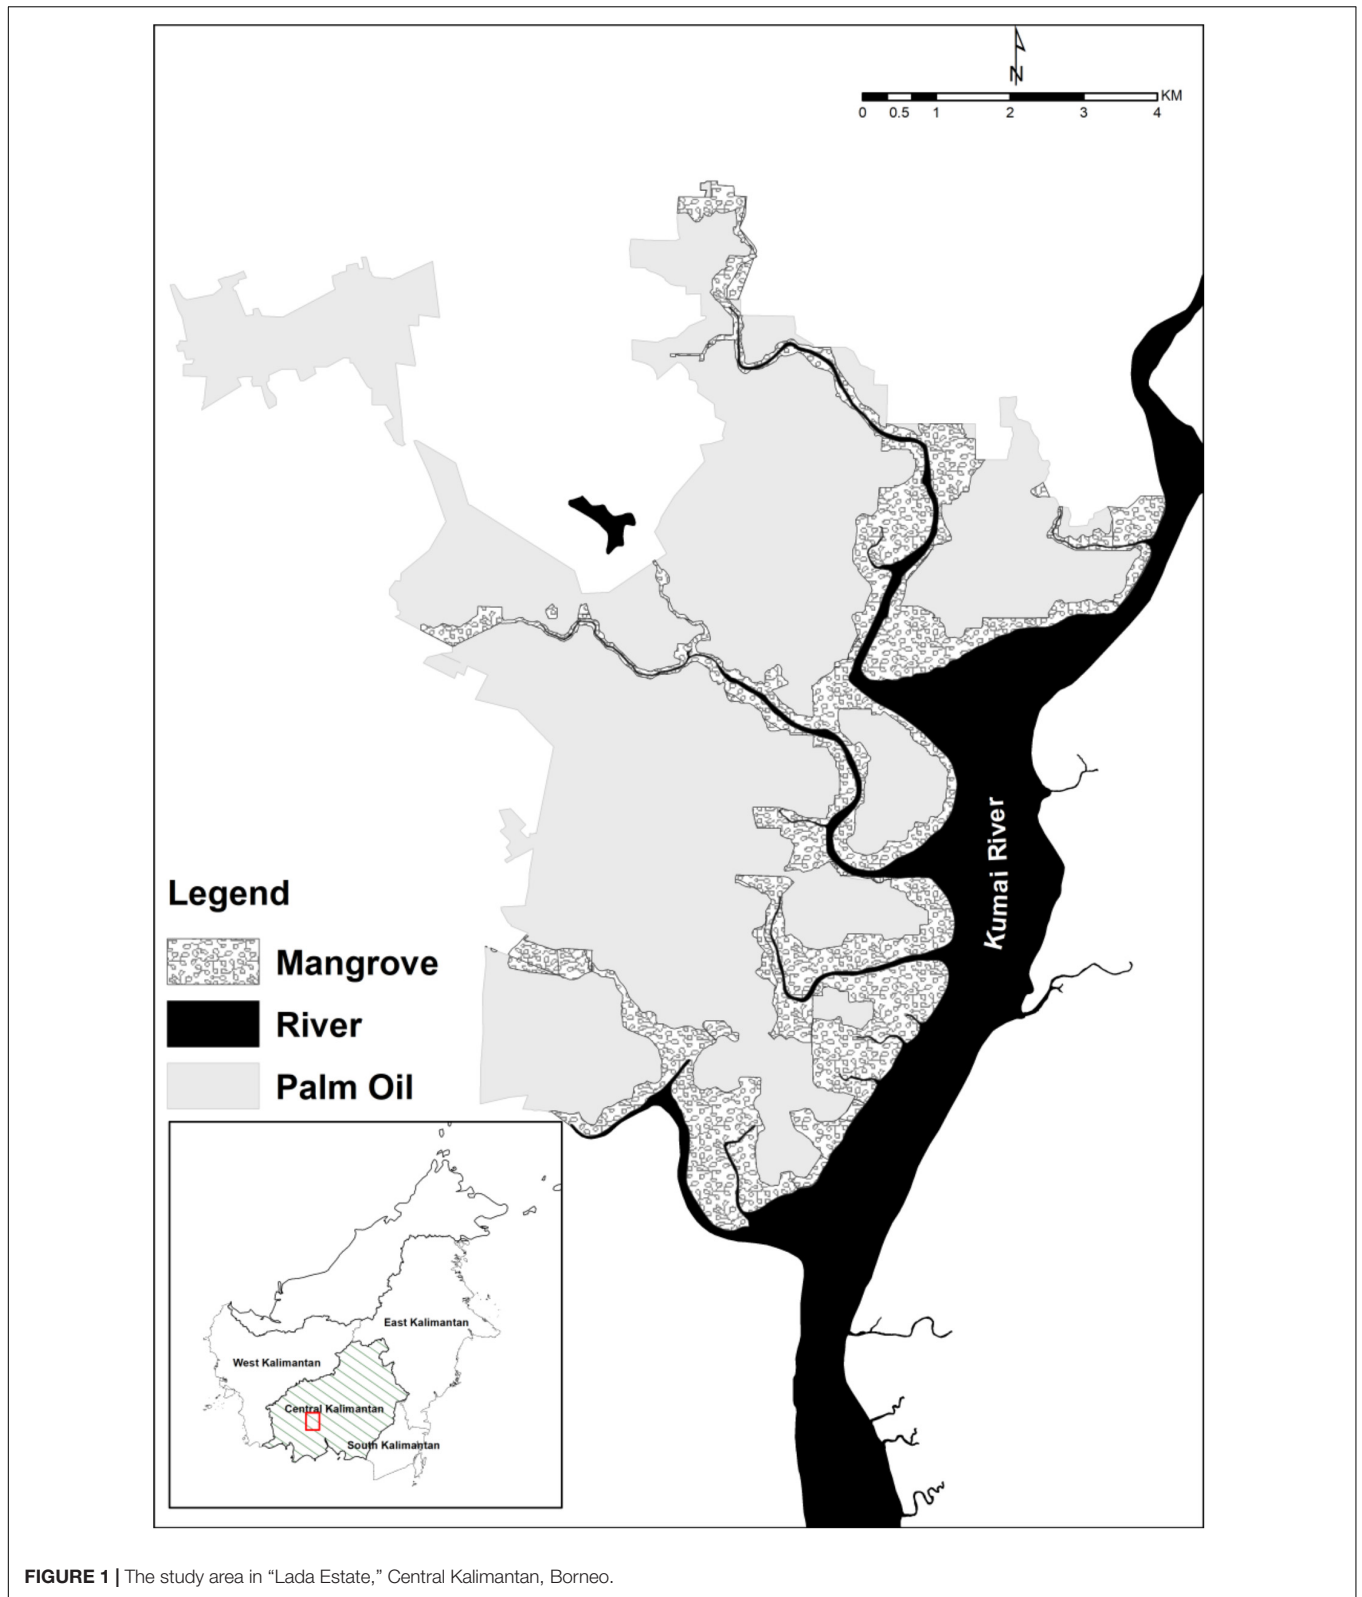 N
KM
0 0.5 1 2 3 4
Kumai River
Legend
Mangrove
River
Palm Oil
East Kalimantan
West Kalimantan
Central Kalimantan
South Kalimantan
FIGURE 1 | The study area in “Lada Estate,” Central Kalimantan, Borneo.